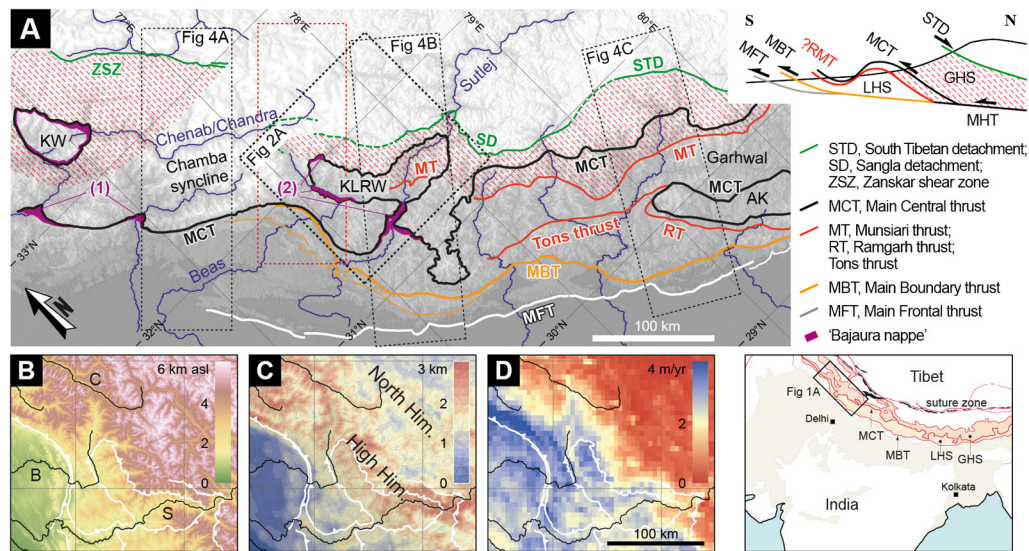 A
77°E
Fig 4A
78°E
Fig 4B
79°E
80°E
Fig 4C
ZSZ
STD
Sutlej
KW
Chenab/Chandra
Fig 2A
SD
Chamba
syncline
MT
MCT
MT
Garhwal
(1)
(2)
KLRW
MCT
AK
MCT
Tons thrust
RT
33°N
Beas
MBT
N
MFT
32°N
31°N
30°N
29°N
100 km
S
N
STD
MFT
MBT
?RMT
MCT
LHS
GHS
MHT
STD, South Tibetan detachment;
SD, Sangla detachment;
ZSZ, Zanskar shear zone
MCT, Main Central thrust
MT, Munsiari thrust;
RT, Ramgarh thrust;
Tons thrust
MBT, Main Boundary thrust
MFT, Main Frontal thrust
'Bajaura nappe'
B
C
6 km asl
4
2
0
B
S
C
3 km
2
1
0
North Him.
High Him.
D
4 m/yr
2
0
100 km
Fig 1A
Tibet
suture zone
Delhi
MCT
MBT
LHS
GHS
Kolkata
India